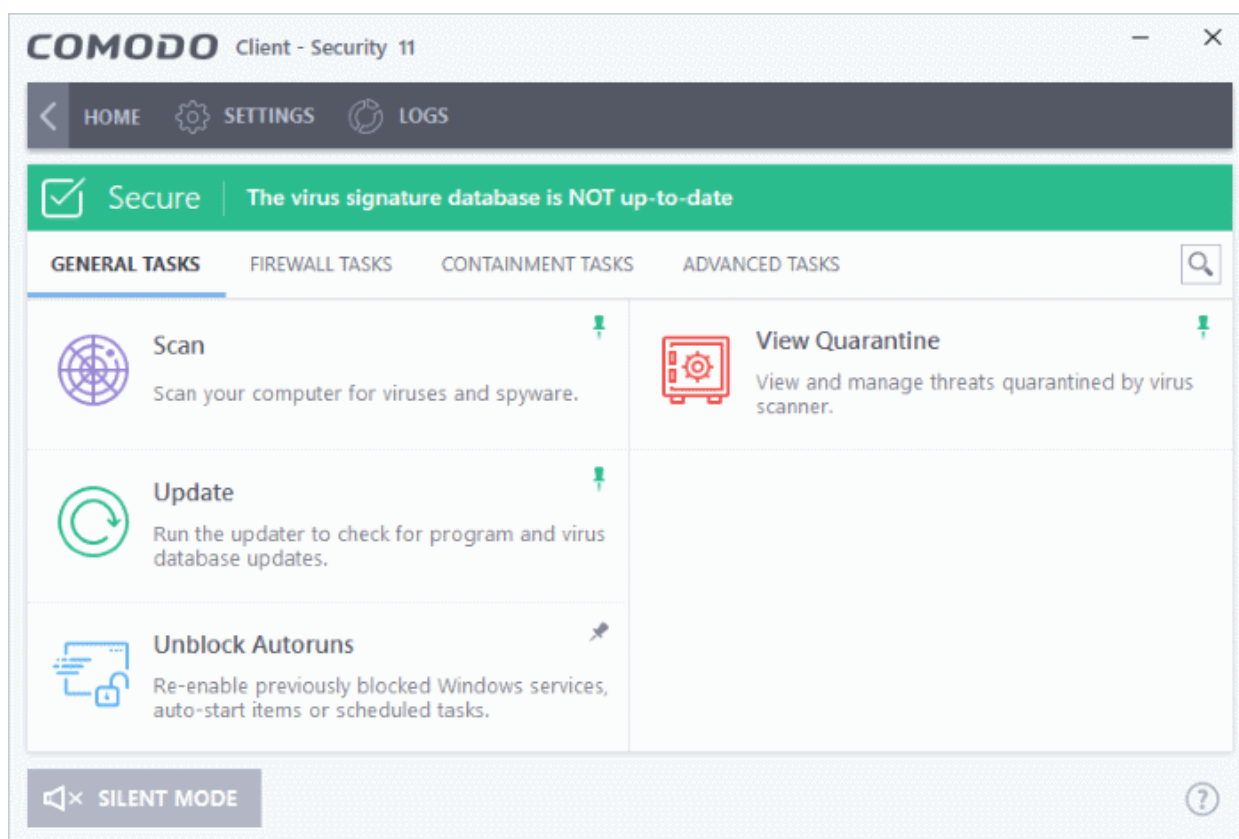 COMODO Client - Security 11
HOME SETTINGS LOGS
Secure The virus signature database is NOT up-to-date
GENERAL TASKS FIREWALL TASKS CONTAINMENT TASKS ADVANCED TASKS
Scan
Scan your computer for viruses and spyware.
View Quarantine
View and manage threats quarantined by virus
scanner.
Update
Run the updater to check for program and virus
database updates.
Unblock Autoruns
Re-enable previously blocked Windows services,
auto-start items or scheduled tasks.
SILENT MODE
?